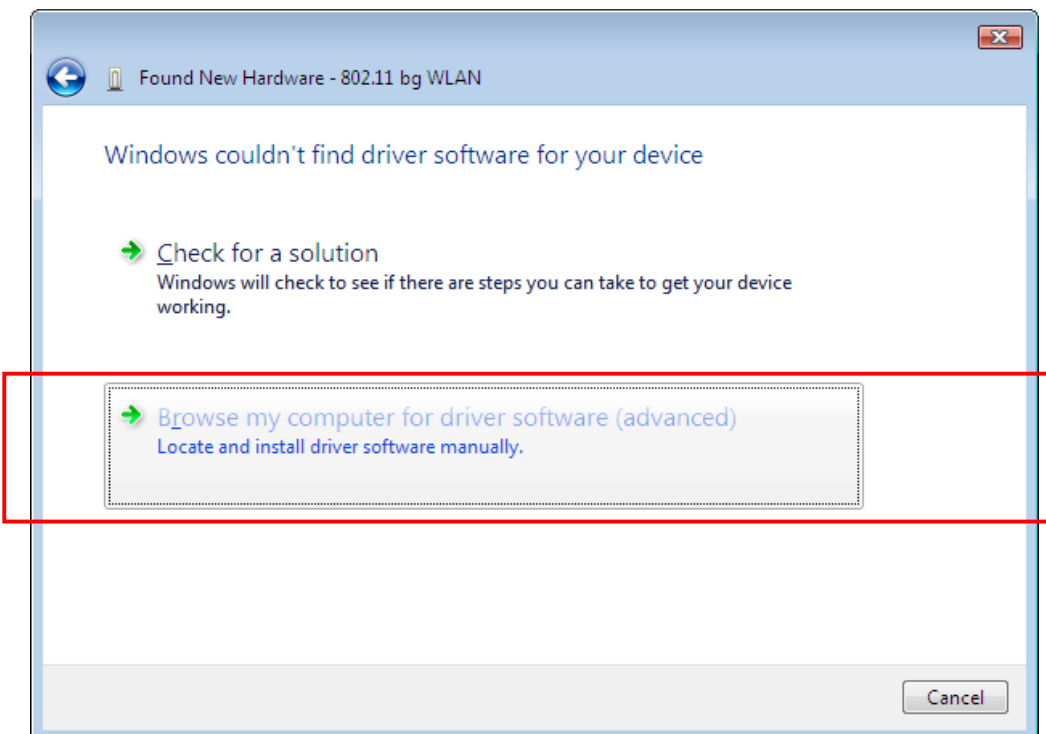 Found New Hardware - 802.11 bg WLAN
Windows couldn't find driver software for your device
Check for a solution
Windows will check to see if there are steps you can take to get your device
working.
Browse my computer for driver software (advanced)
Locate and install driver software manually.
Cancel